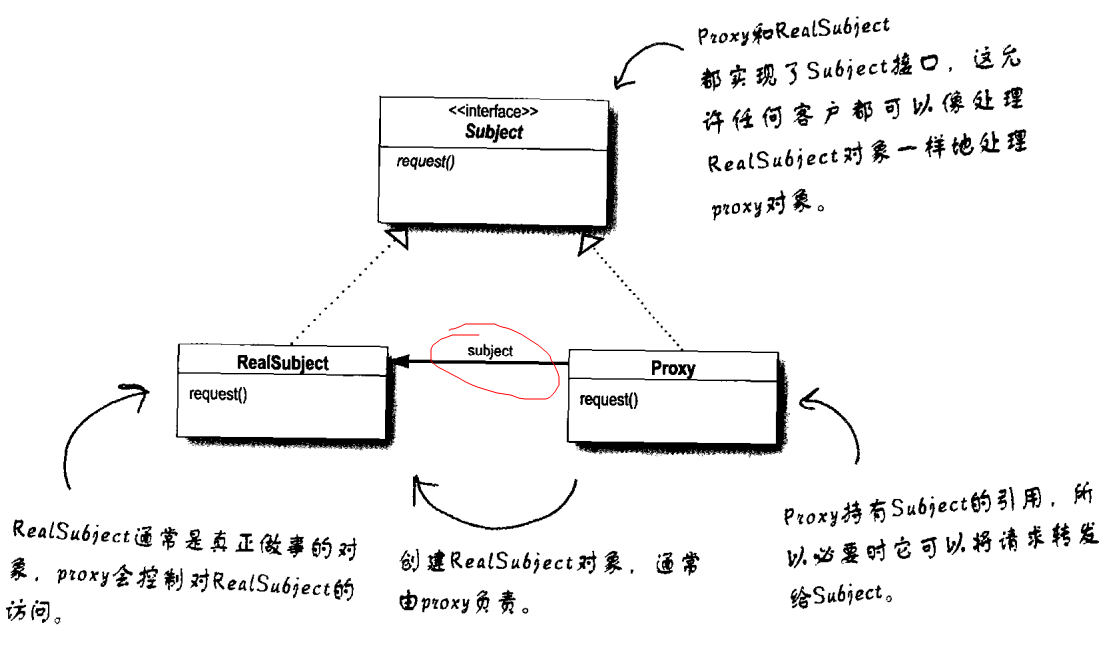 Proxy和RealSubject
都实现了Subject接口，这允
许任何客户都可以像处理
RealSubject对象一样地处理
proxy对象。
<<interface>>
Subject
request()
RealSubject
request()
subject
Proxy
request()
RealSubject通常是真正做事的对
象，proxy会控制对RealSubject的
访问。
创建RealSubject对象，通常
由proxy负责。
Proxy持有Subject的引用，所
以必要时它可以将请求转发
给Subject。